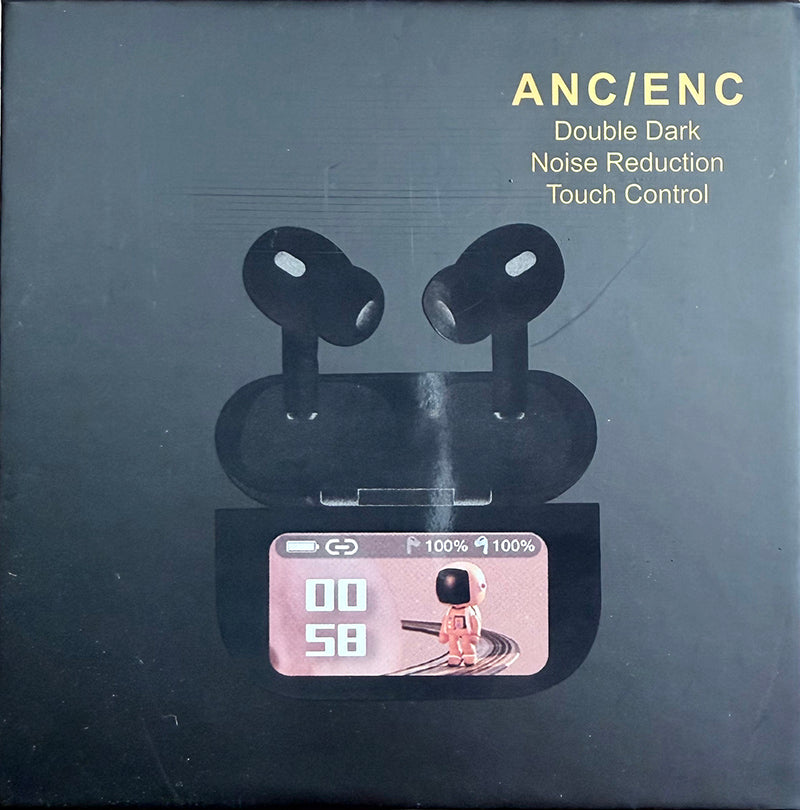 ANC/ENC
Double Dark
Noise Reduction
Touch Control
100% 100%
00
58